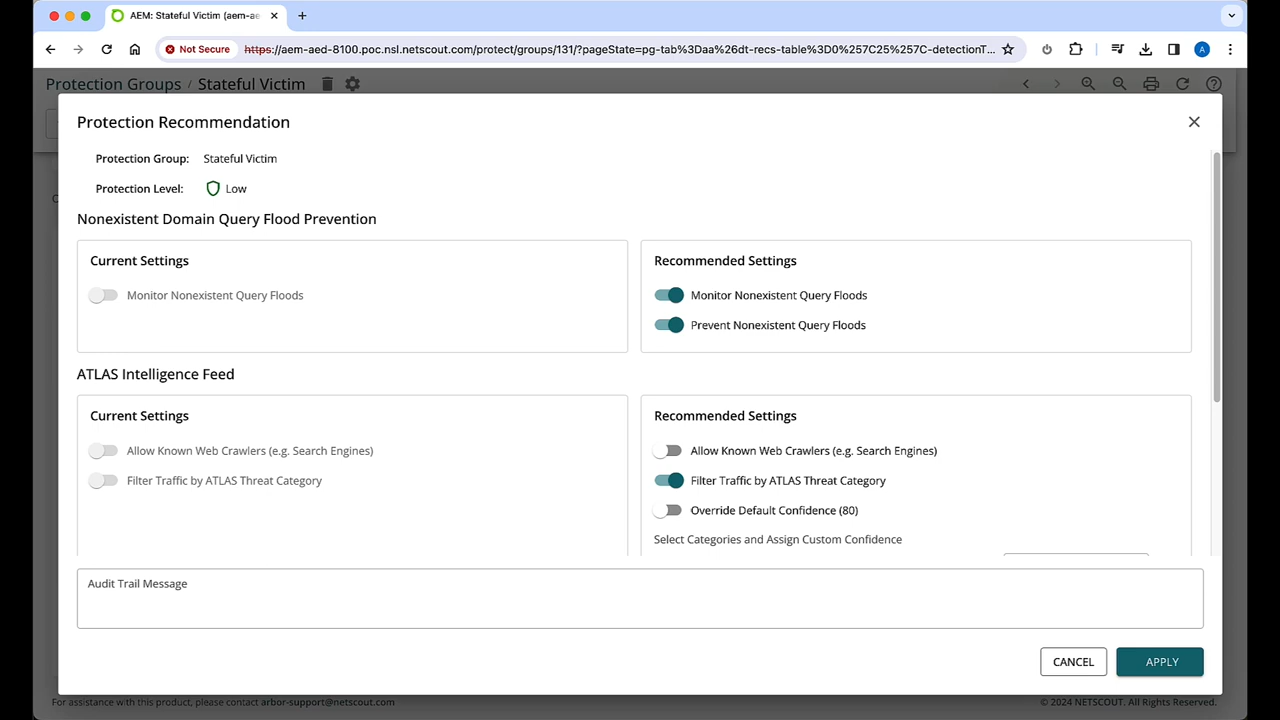 AEM: Stateful Victim (aem-ae
Not Secure
https://aem-aed-8100.poc.nsl.netscout.com/protect/groups/131/?pageState=pg-tab%3Daa%26dt-recs-table%3D0%257C25%257C-detectionT...
A
Protection Groups / Stateful Victim
Protection Recommendation
Protection Group: Stateful Victim
Protection Level: Low
Nonexistent Domain Query Flood Prevention
Current Settings
Monitor Nonexistent Query Floods
Recommended Settings
Monitor Nonexistent Query Floods
Prevent Nonexistent Query Floods
ATLAS Intelligence Feed
Current Settings
Allow Known Web Crawlers (e.g. Search Engines)
Filter Traffic by ATLAS Threat Category
Recommended Settings
Allow Known Web Crawlers (e.g. Search Engines)
Filter Traffic by ATLAS Threat Category
Override Default Confidence (80)
Select Categories and Assign Custom Confidence
Audit Trail Message
CANCEL
APPLY
For assistance with this product, please contact arbor-support@netscout.com
© 2024 NETSCOUT. All Rights Reserved.